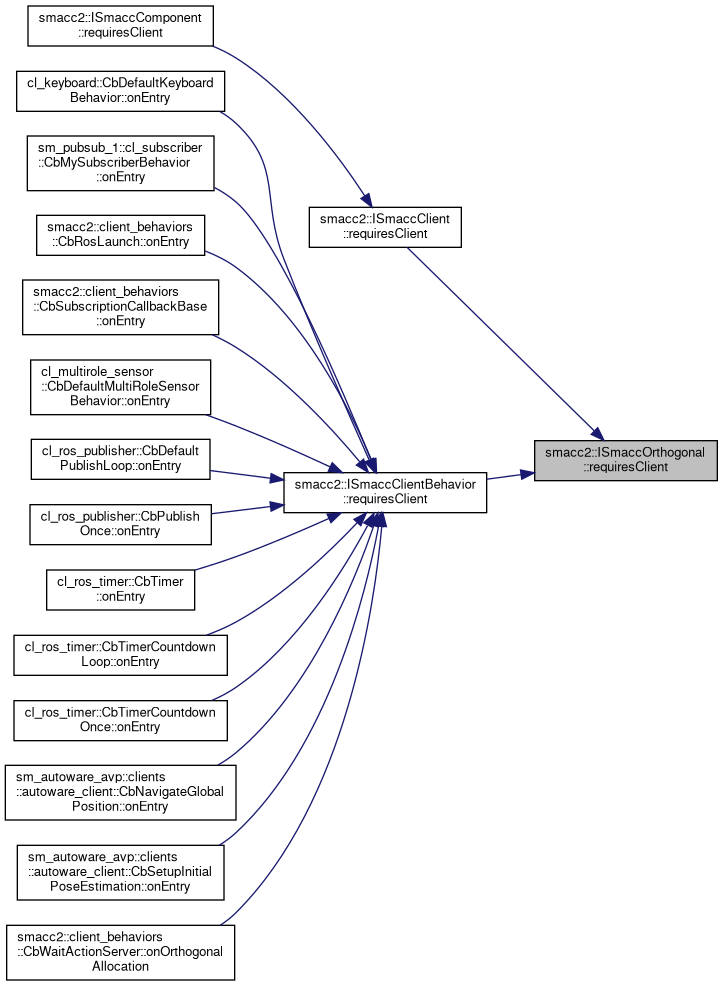 smacc2::ISmaccComponent
::requiresClient
cl_keyboard::CbDefaultKeyboard
Behavior::onEntry
sm_pubsub_1::cl_subscriber
::CbMySubscriberBehavior
::onEntry
smacc2::ISmaccClient
::requiresClient
smacc2::client_behaviors
::CbRosLaunch::onEntry
smacc2::client_behaviors
::CbSubscriptionCallbackBase
::onEntry
cl_multirole_sensor
::CbDefaultMultiRoleSensor
Behavior::onEntry
cl_ros_publisher::CbDefault
PublishLoop::onEntry
smacc2::ISmaccOrthogonal
::requiresClient
smacc2::ISmaccClientBehavior
::requiresClient
cl_ros_publisher::CbPublish
Once::onEntry
cl_ros_timer::CbTimer
::onEntry
cl_ros_timer::CbTimerCountdown
Loop::onEntry
cl_ros_timer::CbTimerCountdown
Once::onEntry
sm_autoware_avp::clients
::autoware_client::CbNavigateGlobal
Position::onEntry
sm_autoware_avp::clients
::autoware_client::CbSetupInitial
PoseEstimation::onEntry
smacc2::client_behaviors
::CbWaitActionServer::onOrthogonal
Allocation